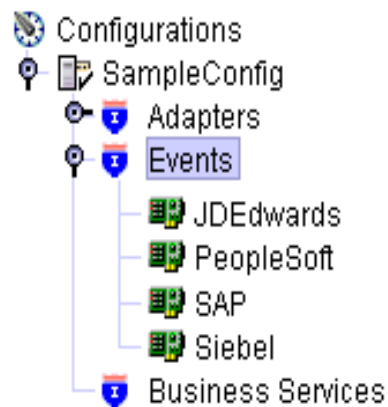 Configurations
SampleConfig
Adapters
Events
JDEdwards
PeopleSoft
SAP
Siebel
Business Services